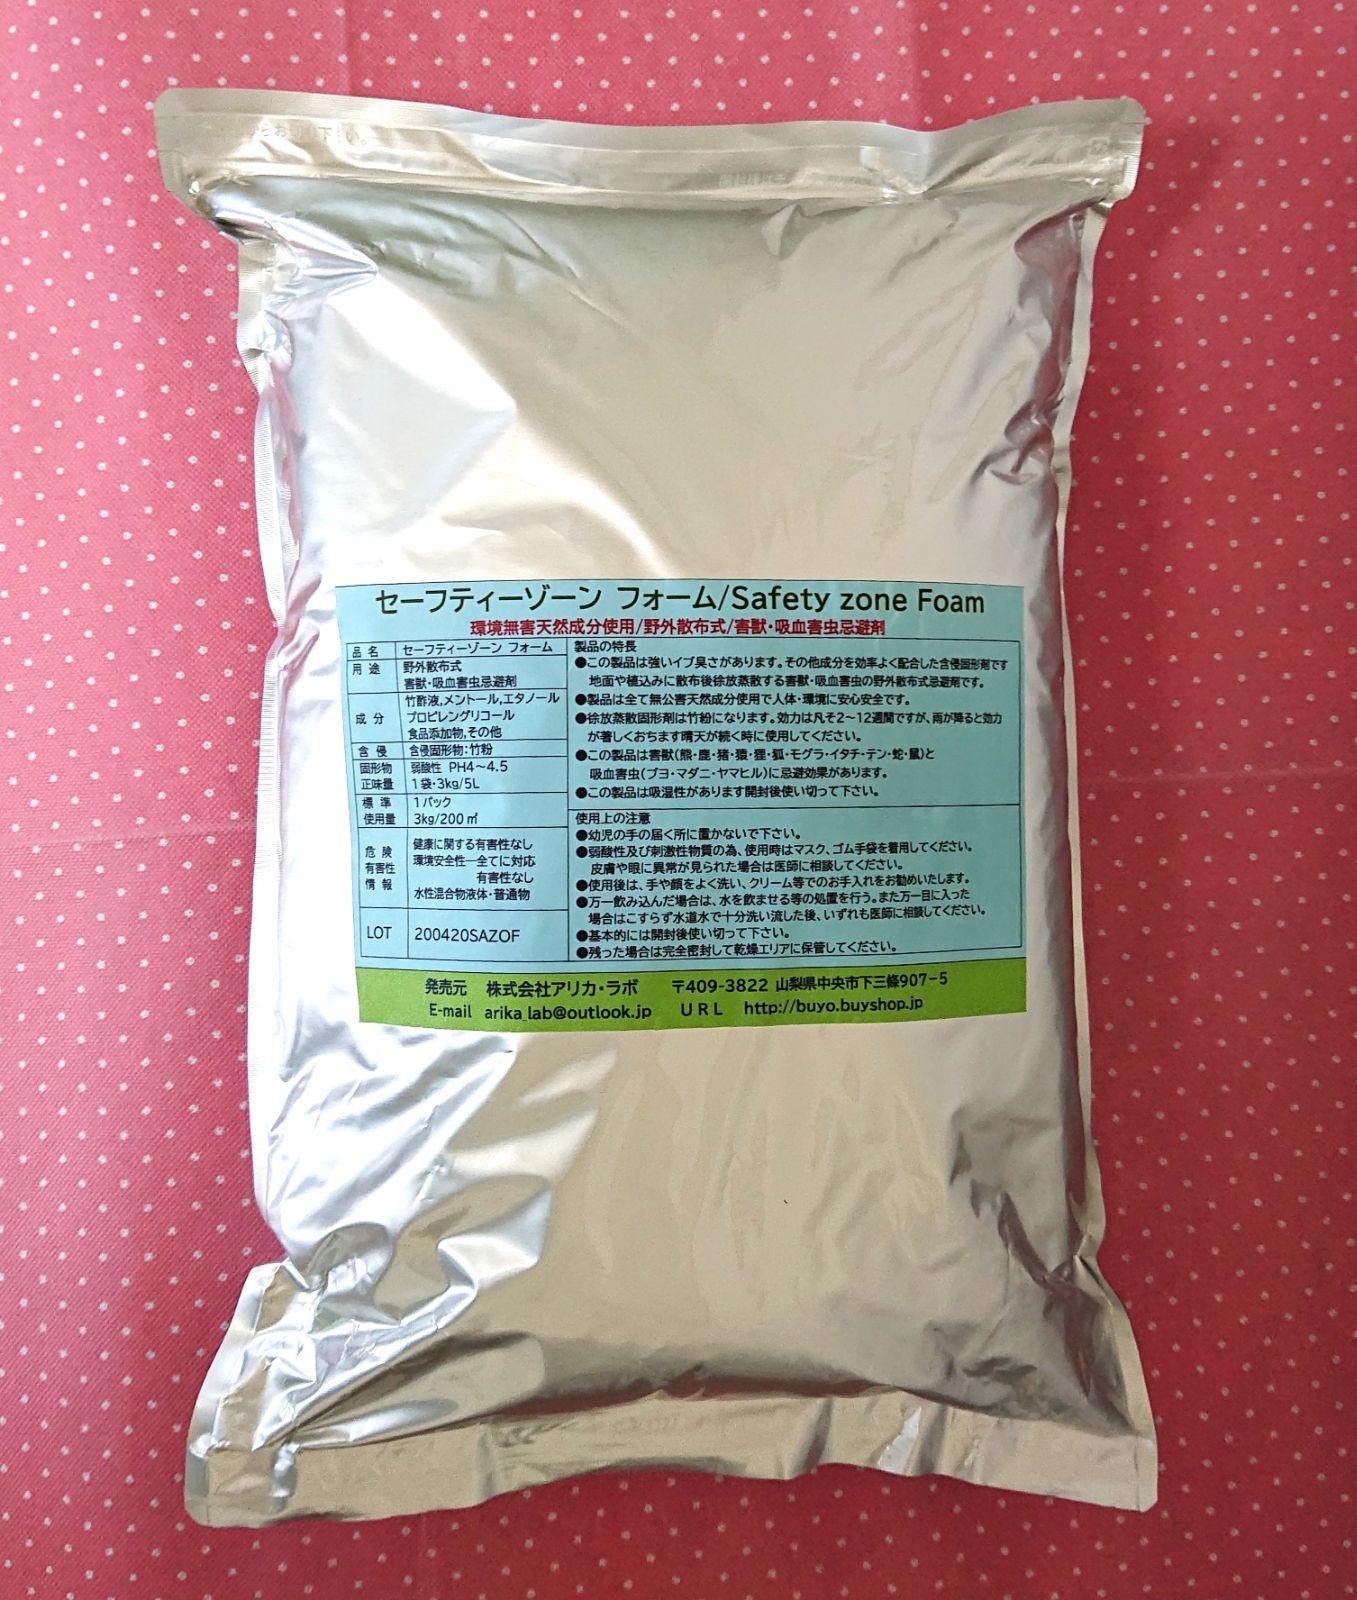 下さい。
セーフティーゾーン フォーム/Safety zone Foam
環境無害天然成分使用/野外散布式/害獣・吸血害虫忌避剤
品 名 セーフティーゾーン フォーム
用 途 野外散布式
害獣・吸血害虫忌避剤
成 分 竹酢液,メントール,エタノール
プロピレングリコール
食品添加物,その他
含 侵 含侵固形物:竹粉
固形物 弱酸性 PH4～4.5
正味量 1袋・3kg/5L
標 準 1パック
使用量 3kg/200㎡
危 険 健康に関する有害性なし
有害性 環境安全性―全てに対応
情 報 有害性なし
水性混合物液体・普通物
LOT 200420SAZOF
製品の特長
●この製品は強いイブ臭さがあります。その他成分を効率よく配合した含侵固形剤です
地面や植込みに散布後徐放蒸散する害獣・吸血害虫の野外散布式忌避剤です。
●製品は全て無公害天然成分使用で人体・環境に安心安全です。
●徐放蒸散固形剤は竹粉になります。効力は凡そ2～12週間ですが、雨が降ると効力
が著しくおちます晴天が続く時に使用してください。
●この製品は害獣(熊・鹿・猪・猿・狸・狐・モグラ・イタチ・テン・蛇・鼠)と
吸血害虫(ブヨ・マダニ・ヤマヒル)に忌避効果があります。
●この製品は吸湿性があります開封後使い切って下さい。
使用上の注意
●幼児の手の届く所に置かないで下さい。
●弱酸性及び刺激性物質の為、使用時はマスク、ゴム手袋を着用してください。
皮膚や眼に異常が見られた場合は医師に相談してください。
●使用後は、手や顔をよく洗い、クリーム等でのお手入れをお勧めいたします。
●万一飲み込んだ場合は、水を飲ませる等の処置を行う。また万一目に入った
場合はこすらず水道水で十分洗い流した後、いずれも医師に相談してください。
●基本的には開封後使い切って下さい。
●残った場合は完全密封して乾燥エリアに保管してください。
発売元 株式会社アリカ・ラボ 〒409-3822 山梨県中央市下三條907-5
E-mail arika_lab@outlook.jp URL http://buyo.buyshop.jp